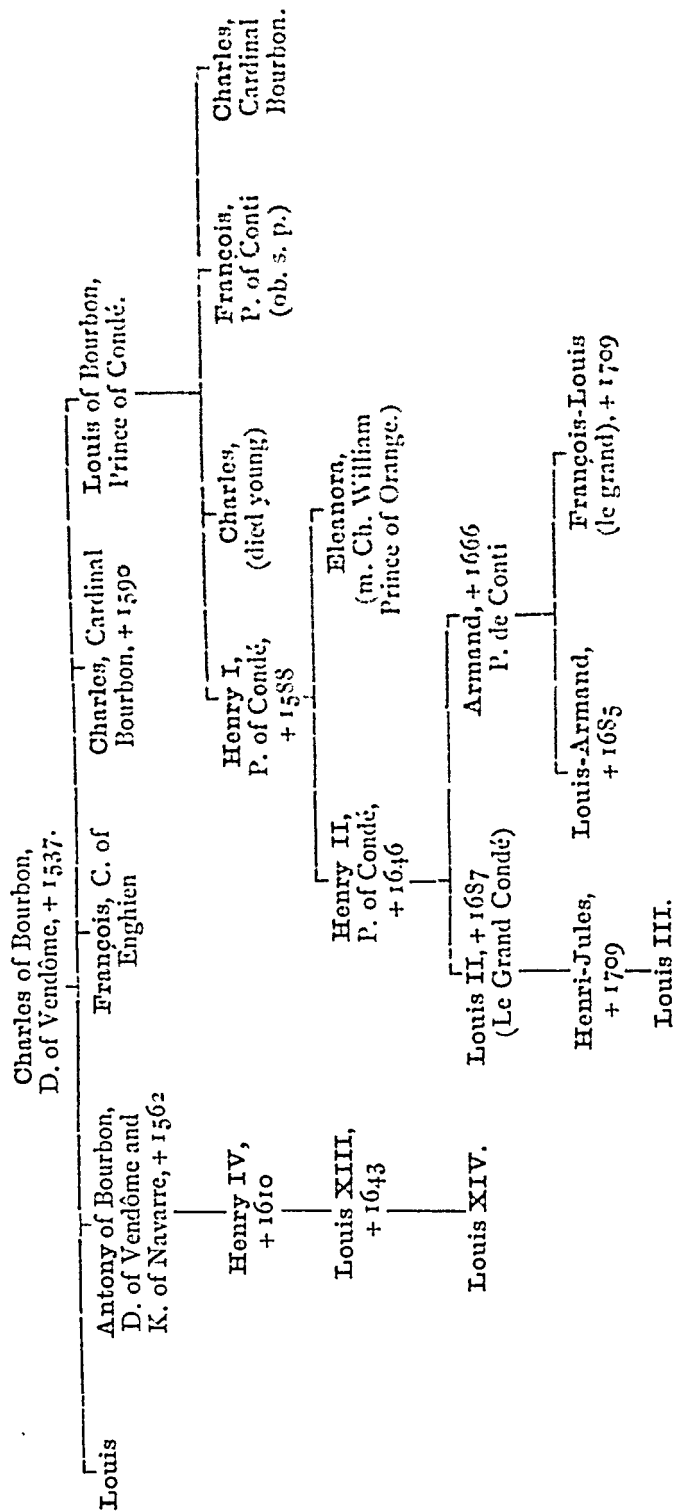 Charles of Bourbon,
D. of Vendôme, + 1537.
Louis
Antony of Bourbon,
D. of Vendôme and
K. of Navarre, + 1562
François, C. of
Enghien
Charles, Cardinal
Bourbon, + 1590
Louis of Bourbon,
Prince of Condé.
Henry IV,
+ 1610
Henry I,
P. of Condé,
+ 1588
Charles,
(died young)
François,
P. of Conti
(ob. s. p.)
Charles,
Cardinal
Bourbon.
Louis XIII,
+ 1643
Henry II,
P. of Condé,
+ 1646
Eleanora,
(m. Ch. William
Prince of Orange.)
Louis XIV.
Louis II, + 1687
(Le Grand Condé)
Armand, + 1666
P. de Conti
Henri-Jules,
+ 1709
Louis-Armand,
+ 1685
François-Louis
(le grand), + 1709
Louis III.